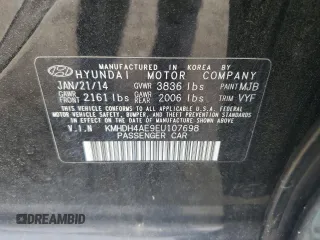 MANUFACTURED IN KOREA BY
HYUNDAI MOTOR COMPANY
JAN/21/14 GVWR 3836 lbs PAINT MJB
GAWR FRONT 2161 lbs GAWR REAR 2006 lbs TRIM VYF
THIS VEHICLE CONFORMS TO ALL APPLICABLE U.S. FEDERAL
MOTOR VEHICLE SAFETY, BUMPER, AND THEFT PREVENTION
STANDARDS IN EFFECT ON THE DATE OF MANUFACTURE
SHOWN ABOVE
V.I.N KMHDH4AE9EU107698
PASSENGER CAR
DREAMBID